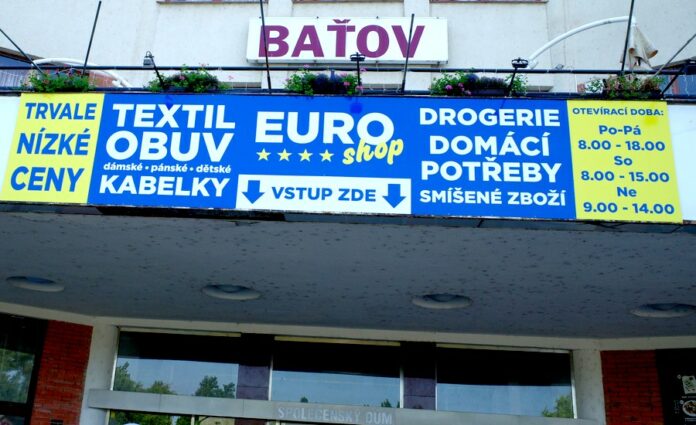 BAŤOV
TRVALE
NÍZKÉ
CENY
TEXTIL
OBUV
dámské • pánské • dětské
KABELKY
EURO
shop
VSTUP ZDE
DROGERIE
DOMÁCÍ
POTŘEBY
SMÍŠENÉ ZBOŽÍ
OTEVÍRACÍ DOBA:
Po-Pá
8.00 - 18.00
So
8.00 - 15.00
Ne
9.00 - 14.00
SPOLEČENSKÝ DUM